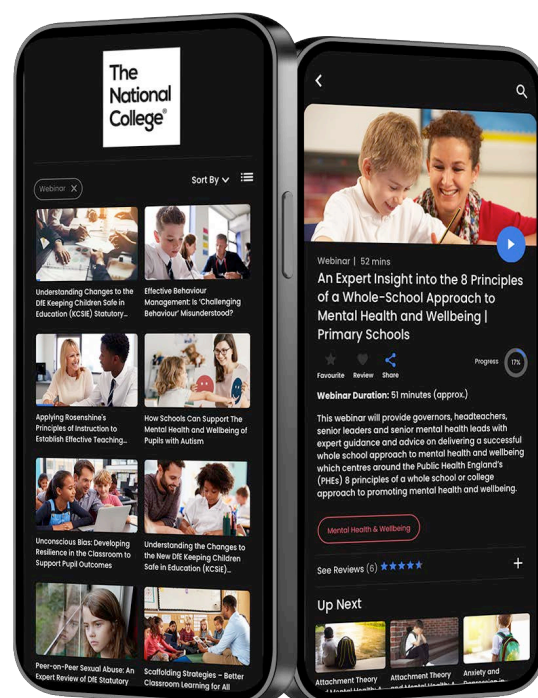 The
National
College®
Webinar X
Sort By
Understanding Changes to the
DfE Keeping Children Safe in
Education (KCSIE) Statutory...
Effective Behaviour
Management: Is 'Challenging
Behaviour' Misunderstood?
Applying Rosenshine's
Principles of Instruction to
Establish Effective Teaching...
How Schools Can Support The
Mental Health and Wellbeing of
Pupils with Autism
Unconscious Bias: Developing
Resilience in the Classroom to
Support Pupil Outcomes
Understanding the Changes to
the New DfE Keeping Children
Safe in Education (KCSiE)...
Peer-on-Peer Sexual Abuse: An
Expert Review of DfE Statutory
Scaffolding Strategies – Better
Classroom Learning for All
Webinar | 52 mins
An Expert Insight into the 8 Principles
of a Whole-School Approach to
Mental Health and Wellbeing |
Primary Schools
Favourite
Review
Share
Progress
17%
Webinar Duration: 51 minutes (approx.)
This webinar will provide governors, headteachers,
senior leaders and senior mental health leads with
expert guidance and advice on delivering a successful
whole school approach to mental health and wellbeing
which centres around the Public Health England's
(PHEs) 8 principles of a whole school or college
approach to promoting mental health and wellbeing.
Mental Health & Wellbeing
See Reviews (6)
+
Up Next
Attachment Theory
Attachment Theory
Anxiety and